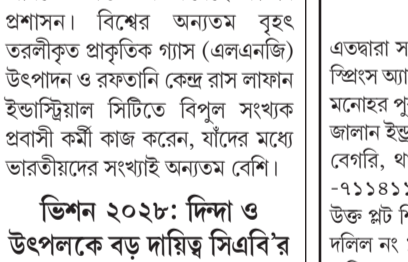 প্রশাসন। বিশ্বের অন্যতম বৃহৎ
তরলীকৃত প্রাকৃতিক গ্যাস (এলএনজি)
উৎপাদন ও রফতানি কেন্দ্র রাস লাফান
ইন্ডাস্ট্রিয়াল সিটিতে বিপুল সংখ্যক
প্রবাসী কর্মী কাজ করেন, যাঁদের মধ্যে
ভারতীয়দের সংখ্যাই অন্যতম বেশি।
ভিশন ২০২৮: দিন্দা ও
উৎপলকে বড় দায়িত্ব সিএবি’র
এতদ্বারা
স্প্রিংস
মনোহর
জালান
বেগরি,
-৭১১৪১
উক্ত প্লট
দলিল নং